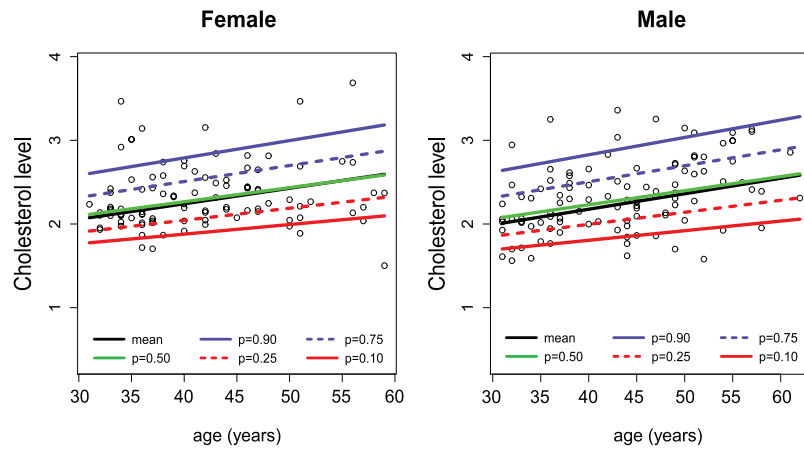 Female
Cholesterol level
4
3
2
1
mean
p=0.90
p=0.75
p=0.50
p=0.25
p=0.10
30 35 40 45 50 55 60
age (years)
Male
Cholesterol level
4
3
2
1
mean
p=0.90
p=0.75
p=0.50
p=0.25
p=0.10
30 35 40 45 50 55 60
age (years)